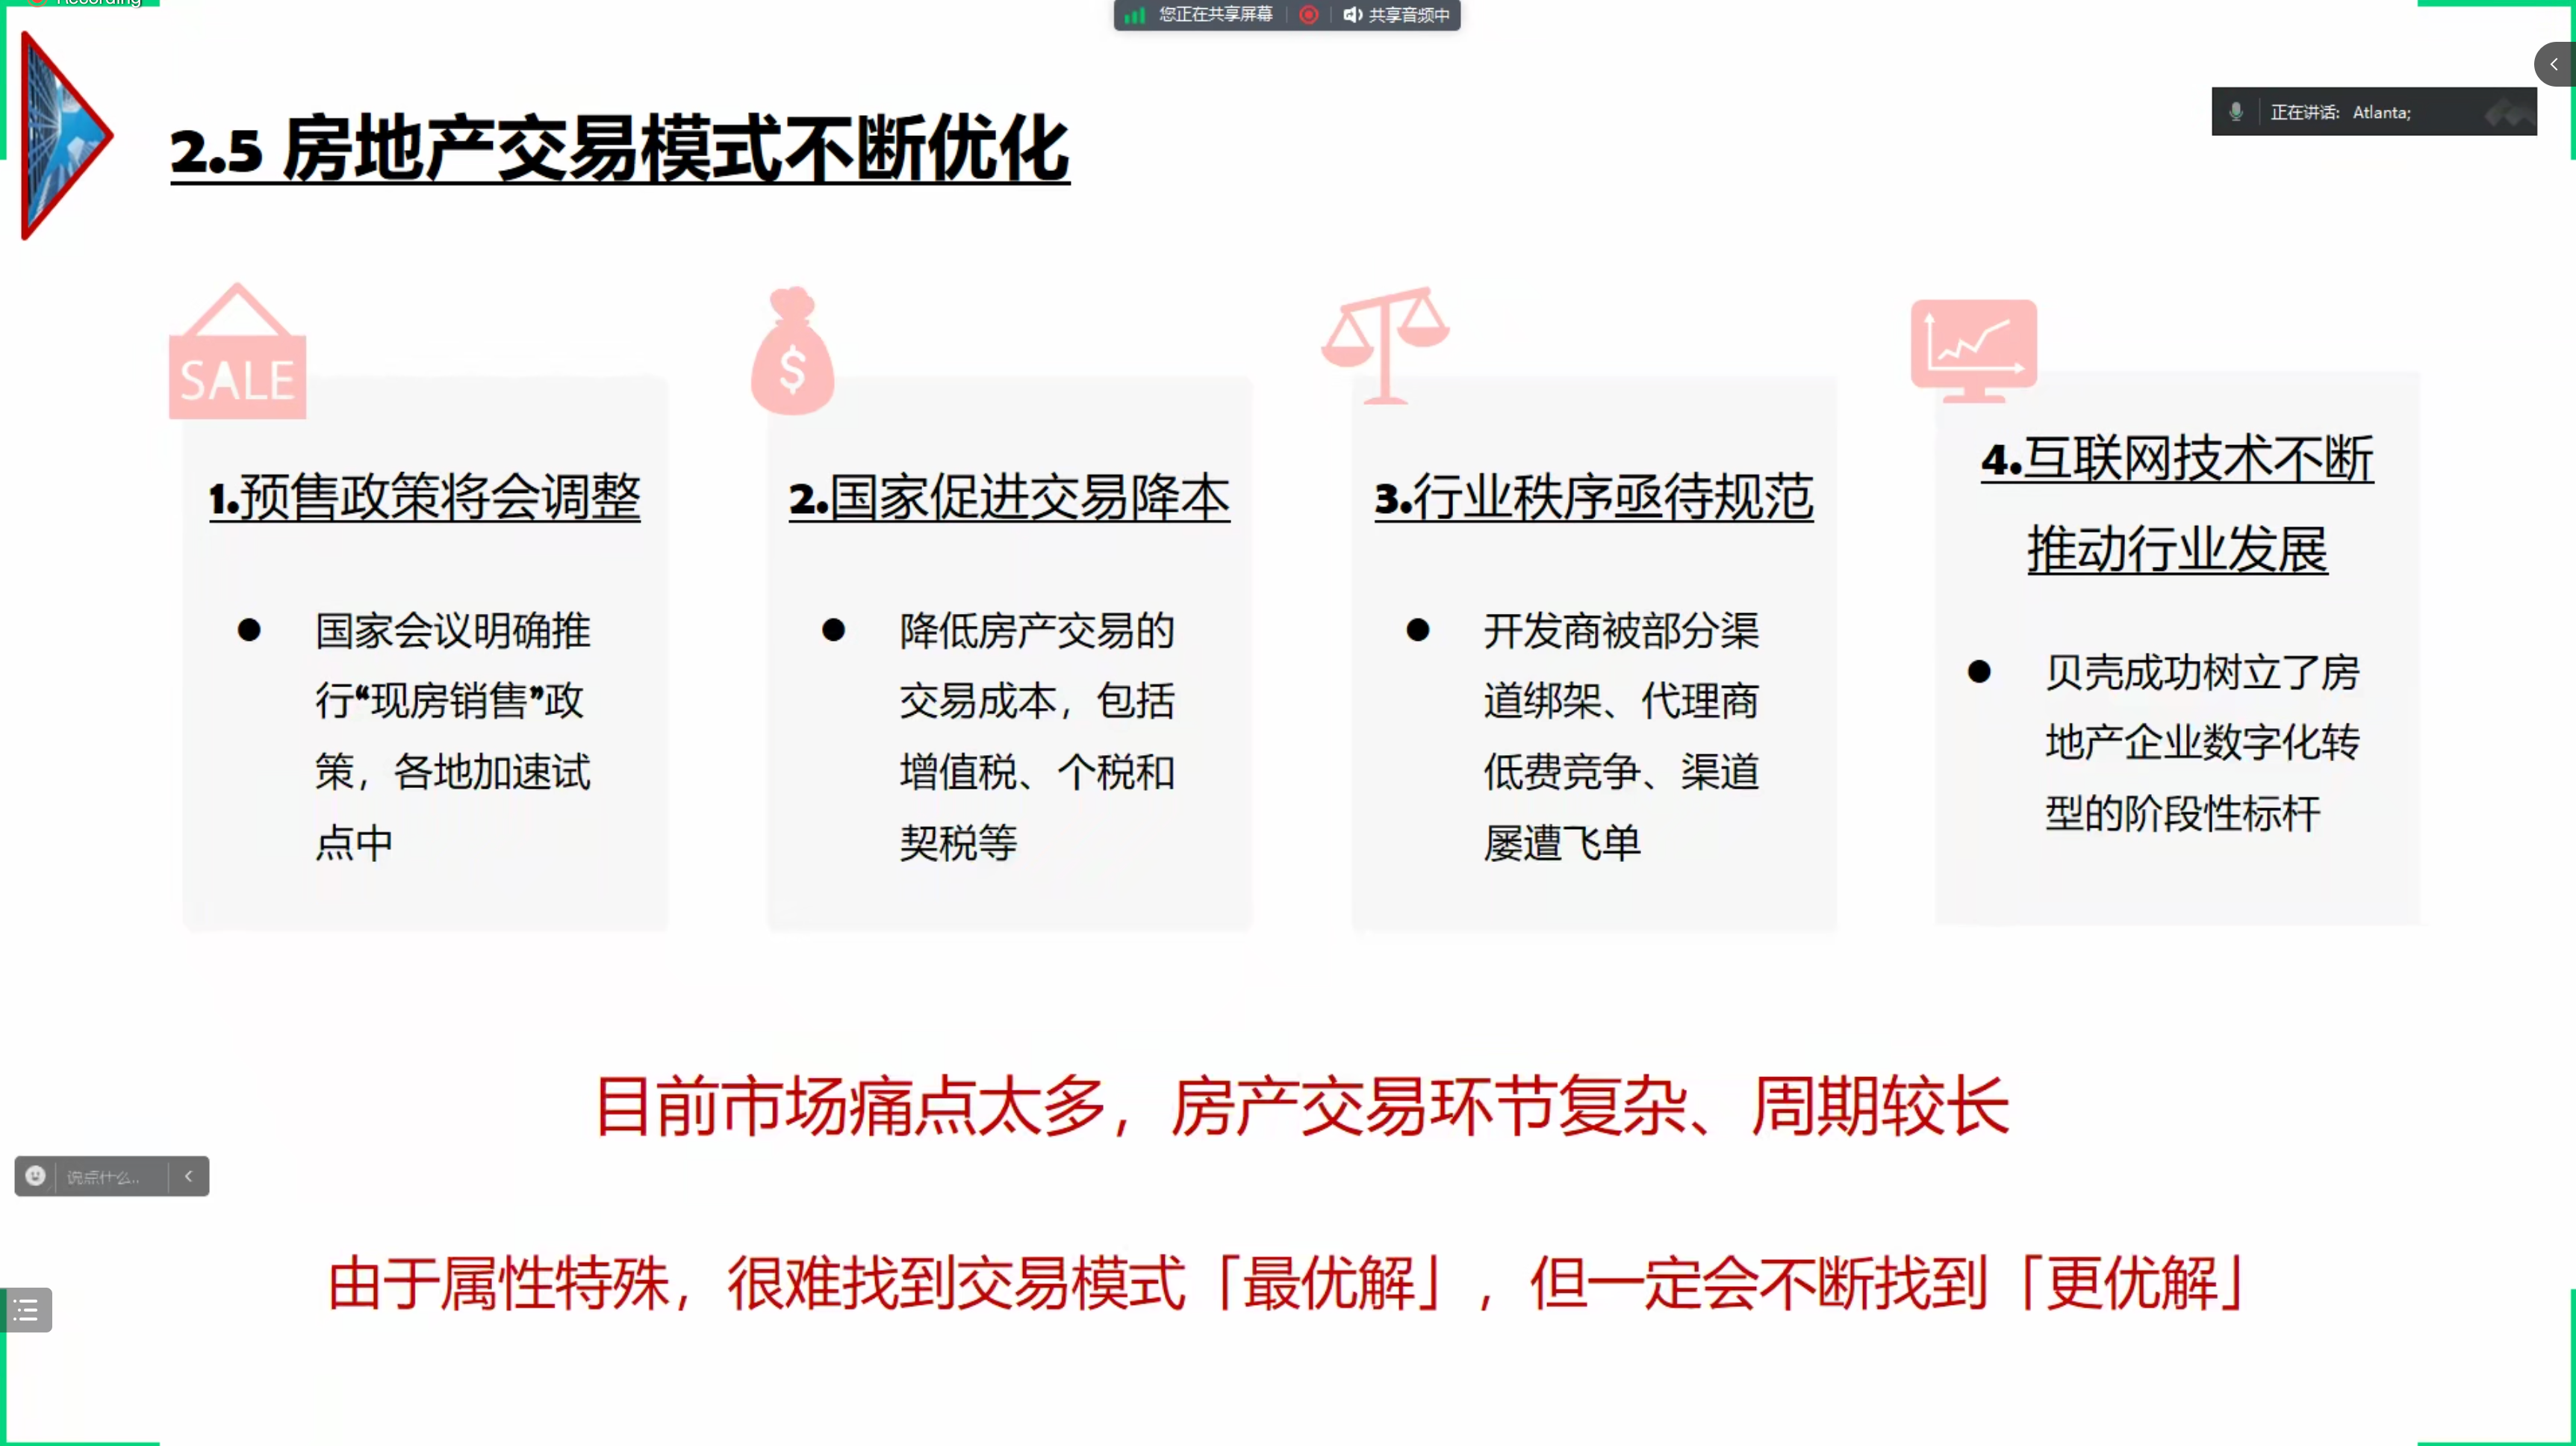 Recording
您正在共享屏幕
共享音频中
正在讲话: Atlanta;
2.5 房地产交易模式不断优化
SALE
$
1.预售政策将会调整
国家会议明确推
行“现房销售”政
策，各地加速试
点中
2.国家促进交易降本
降低房产交易的
交易成本，包括
增值税、个税和
契税等
3.行业秩序亟待规范
开发商被部分渠
道绑架、代理商
低费竞争、渠道
屡遭飞单
4.互联网技术不断
推动行业发展
贝壳成功树立了房
地产企业数字化转
型的阶段性标杆
目前市场痛点太多，房产交易环节复杂、周期较长
说点什么..
由于属性特殊，很难找到交易模式「最优解」，但一定会不断找到「更优解」